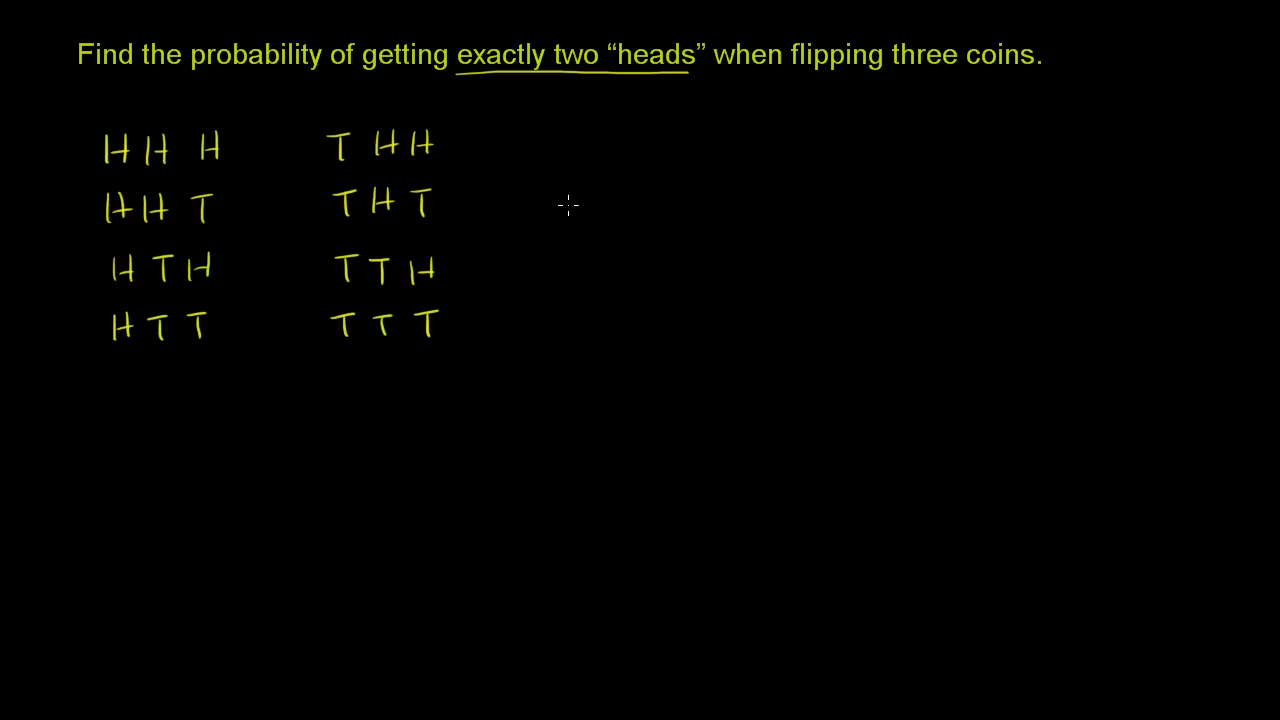 Find the probability of getting exactly two “heads” when flipping three coins.
H H H T H H
H H T T H T
H T H T T H
H T T T T T